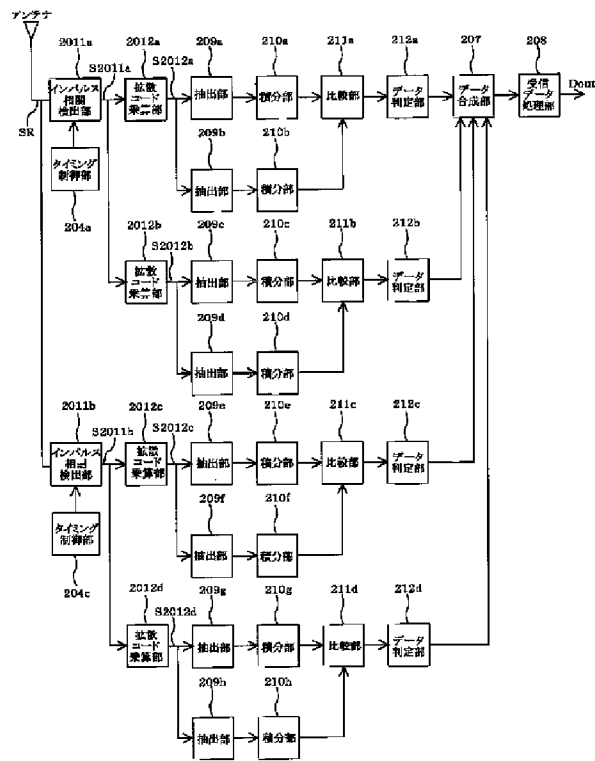 アンテナ
2011a
2012a
209a
210a
211a
212a
207
208
S2011a
S2012a
インパルス
相関
検出部
拡散
コード
乗算部
抽出部
積分部
比較部
データ
判定部
データ
合成部
受信
データ
処理部
Dout
SR
209b
210b
タイミング
制御部
抽出部
積分部
204a
2012b
S2012b
209c
210c
211b
212b
拡散
コード
乗算部
抽出部
積分部
比較部
データ
判定部
209d
210d
抽出部
積分部
2011b
2012c
209e
210e
211c
212c
S2011b
S2012c
インパルス
相関
検出部
拡散
コード
乗算部
抽出部
積分部
比較部
データ
判定部
209f
210f
タイミング
制御部
抽出部
積分部
204c
2012d
S2012d
209g
210g
211d
212d
拡散
コード
乗算部
抽出部
積分部
比較部
データ
判定部
209h
210h
抽出部
積分部